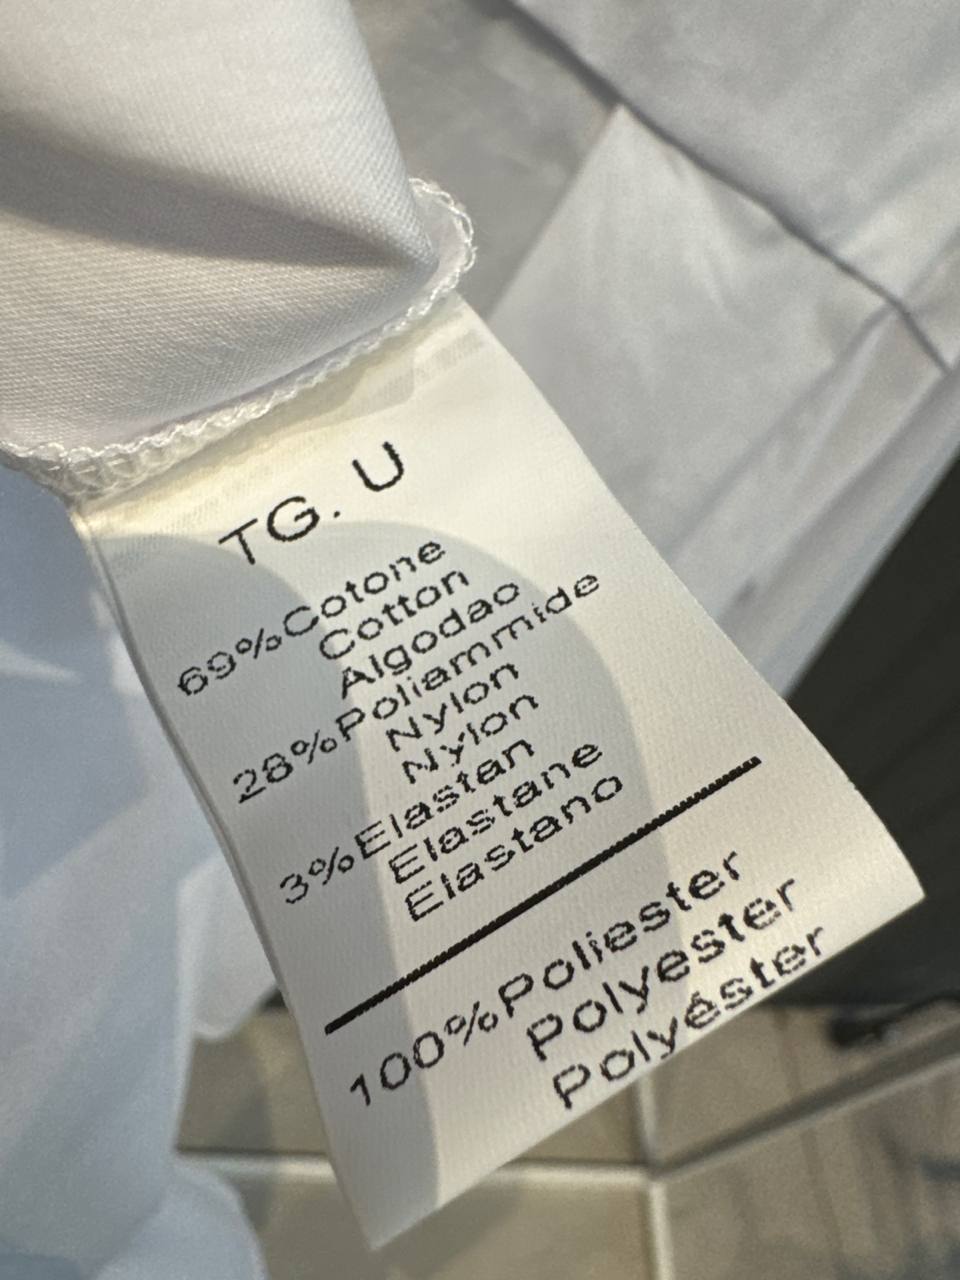 TG. U
69%Cotone
Cotton
Algodao
28%Poliammide
Nylon
Nylon
3%Elastan
Elastane
Elastano
100%Poliester
Polyester
Polyéster